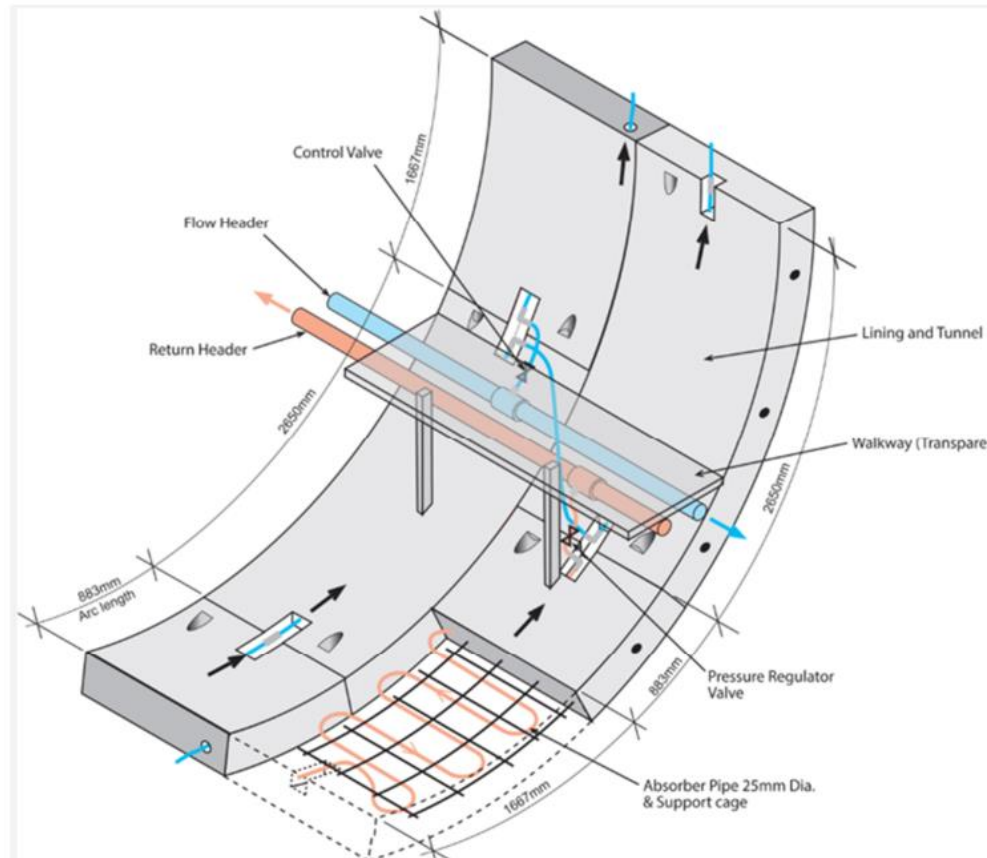 1667mm
Control Valve
Flow Header
Return Header
Lining and Tunnel
2650mm
Walkway (Transpare
2650mm
883mm
Arc length
883mm
Pressure Regulator
Valve
Absorber Pipe 25mm Dia.
& Support cage
1667mm